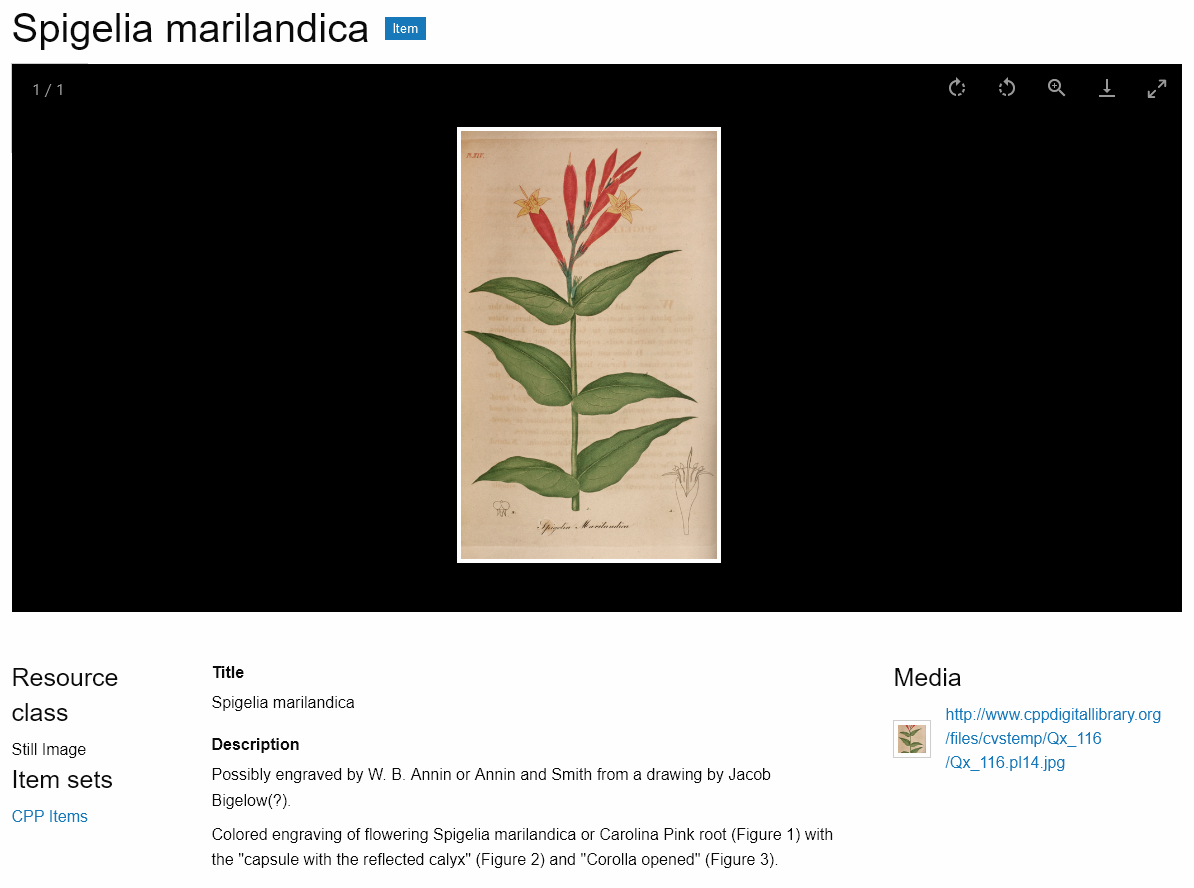 Spigelia marilandica Item
1 / 1
Pl. XIV.
Spigelia Marilandica
Resource
class
Still Image
Item sets
CPP Items
Title
Spigelia marilandica
Description
Possibly engraved by W. B. Annin or Annin and Smith from a drawing by Jacob
Bigelow(?).
Colored engraving of flowering Spigelia marilandica or Carolina Pink root (Figure 1) with
the "capsule with the reflected calyx" (Figure 2) and "Corolla opened" (Figure 3).
Media
http://www.cppdigitallibrary.org
/files/cvstemp/Qx_116
/Qx_116.pl14.jpg